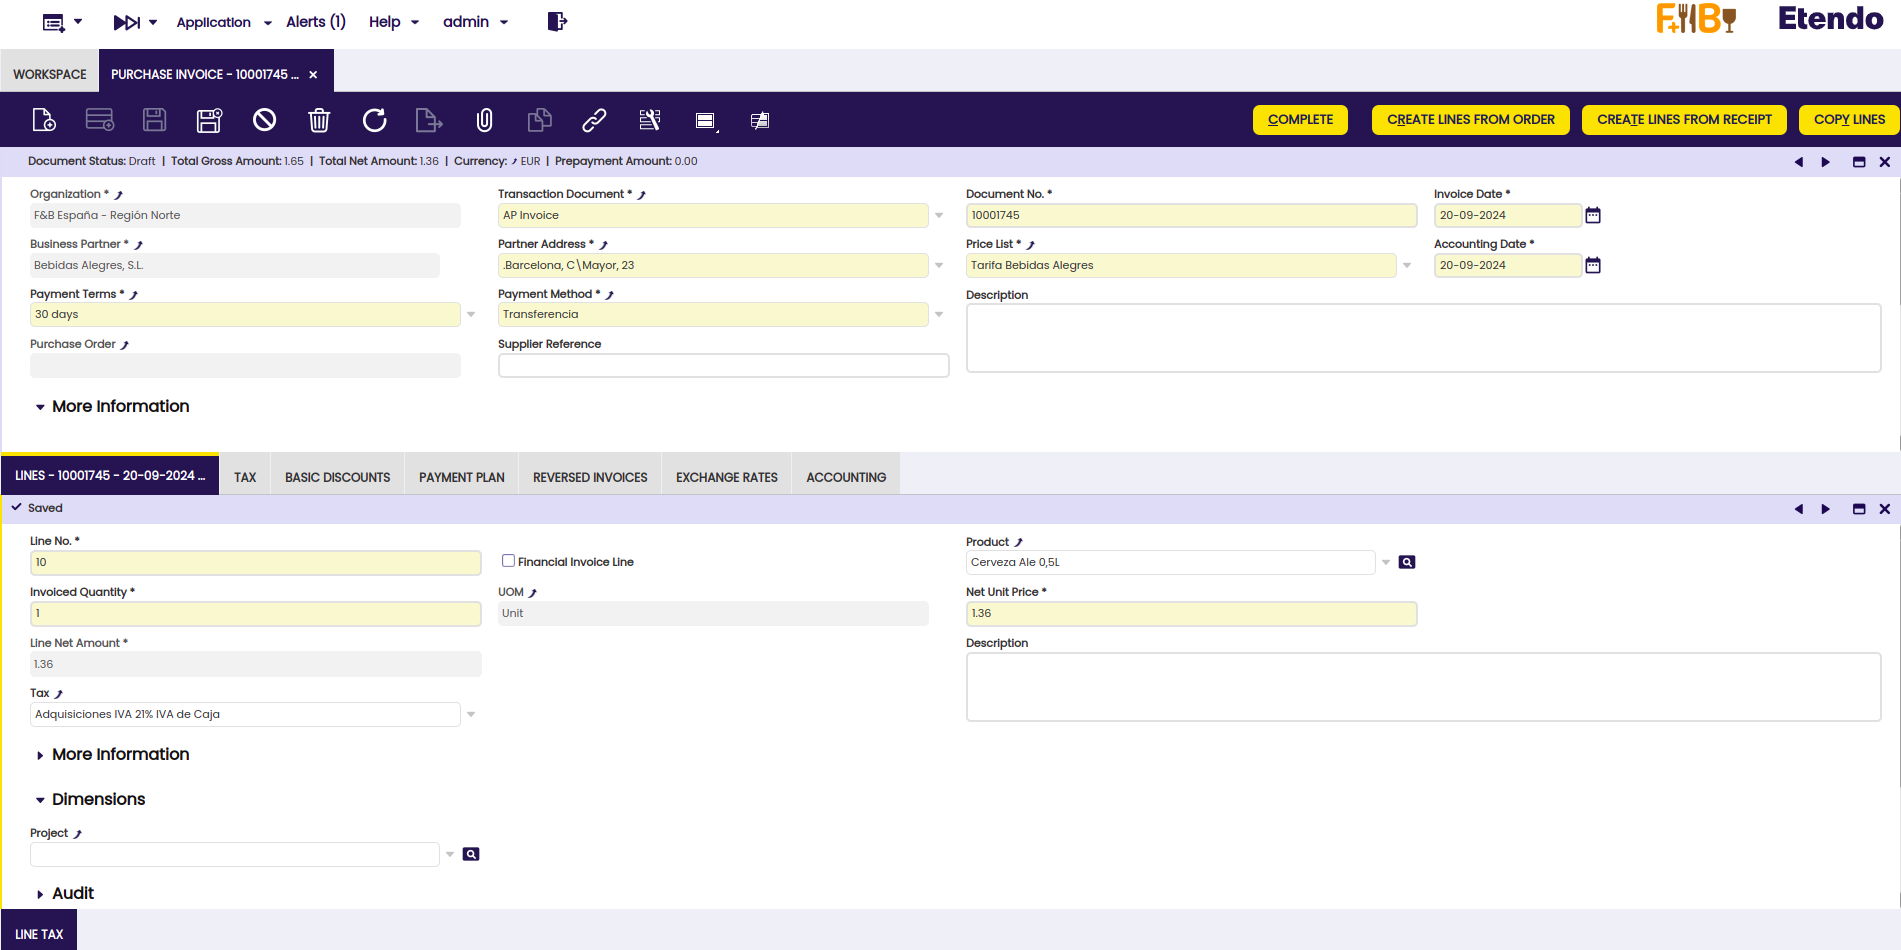 Application
Alerts (1)
Help
admin
F+B
Etendo
WORKSPACE
PURCHASE INVOICE - 10001745 ...
COMPLETE
CREATE LINES FROM ORDER
CREATE LINES FROM RECEIPT
COPY LINES
Document Status: Draft | Total Gross Amount: 1.65 | Total Net Amount: 1.36 | Currency: EUR | Prepayment Amount: 0.00
Organization *
Transaction Document *
Document No. *
Invoice Date *
F&B España - Región Norte
AP Invoice
10001745
20-09-2024
Business Partner *
Partner Address *
Price List *
Accounting Date *
Bebidas Alegres, S.L.
.Barcelona, C\Mayor, 23
Tarifa Bebidas Alegres
20-09-2024
Payment Terms *
Payment Method *
Description
30 days
Transferencia
Purchase Order
Supplier Reference
More Information
LINES - 10001745 - 20-09-2024 ...
TAX
BASIC DISCOUNTS
PAYMENT PLAN
REVERSED INVOICES
EXCHANGE RATES
ACCOUNTING
Saved
Line No. *
Product
10
Financial Invoice Line
Cerveza Ale 0,5L
Invoiced Quantity *
UOM
Net Unit Price *
1
Unit
1.36
Line Net Amount *
Description
1.36
Tax
Adquisiciones IVA 21% IVA de Caja
More Information
Dimensions
Project
Audit
LINE TAX